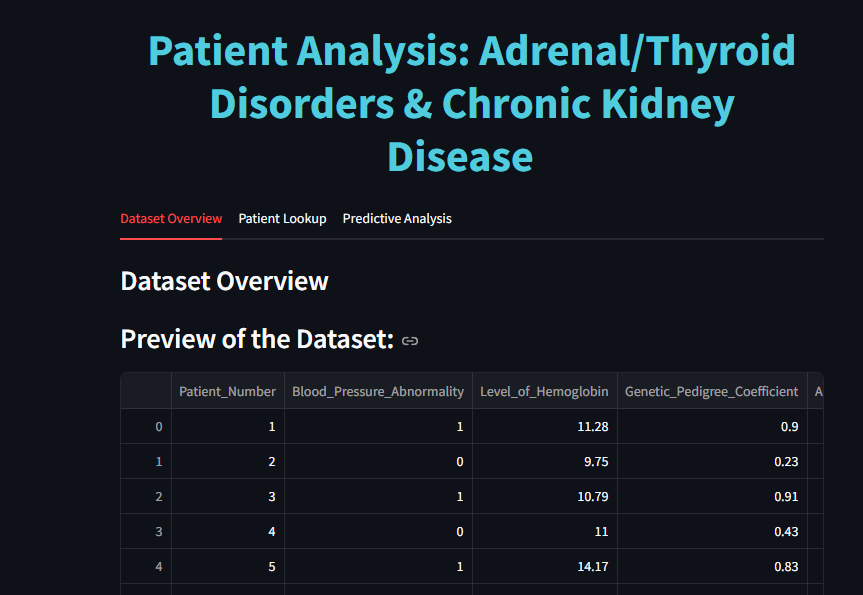 Patient Analysis: Adrenal/Thyroid
Disorders & Chronic Kidney
Disease
Dataset Overview Patient Lookup Predictive Analysis
Dataset Overview
Preview of the Dataset:
Patient_Number Blood_Pressure_Abnormality Level_of_Hemoglobin Genetic_Pedigree_Coefficient A
0 1 1 11.28 0.9
1 2 0 9.75 0.23
2 3 1 10.79 0.91
3 4 0 11 0.43
4 5 1 14.17 0.83